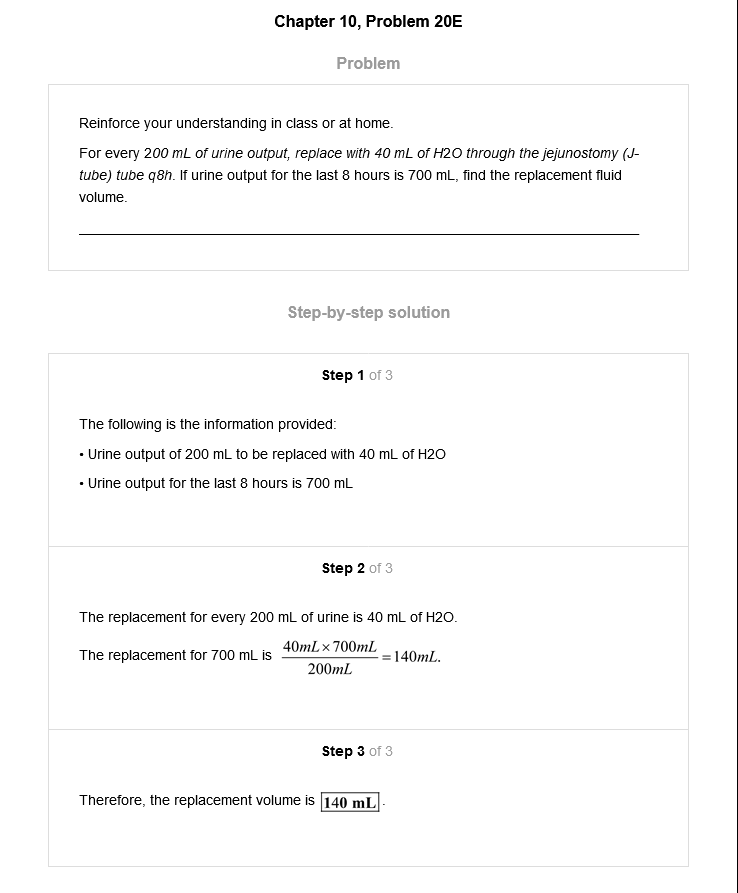 Chapter 10, Problem 20E
Problem
Reinforce your understanding in class or at home.
For every 200 mL of urine output, replace with 40 mL of H2O through the jejunostomy (J-
tube) tube q8h. If urine output for the last 8 hours is 700 mL, find the replacement fluid
volume.
Step-by-step solution
Step 1 of 3
The following is the information provided:
• Urine output of 200 mL to be replaced with 40 mL of H2O
• Urine output for the last 8 hours is 700 mL
Step 2 of 3
The replacement for every 200 mL of urine is 40 mL of H2O.
40mL×700mL
The replacement for 700 mL is =140mL.
200mL
Step 3 of 3
Therefore, the replacement volume is 140 mL.